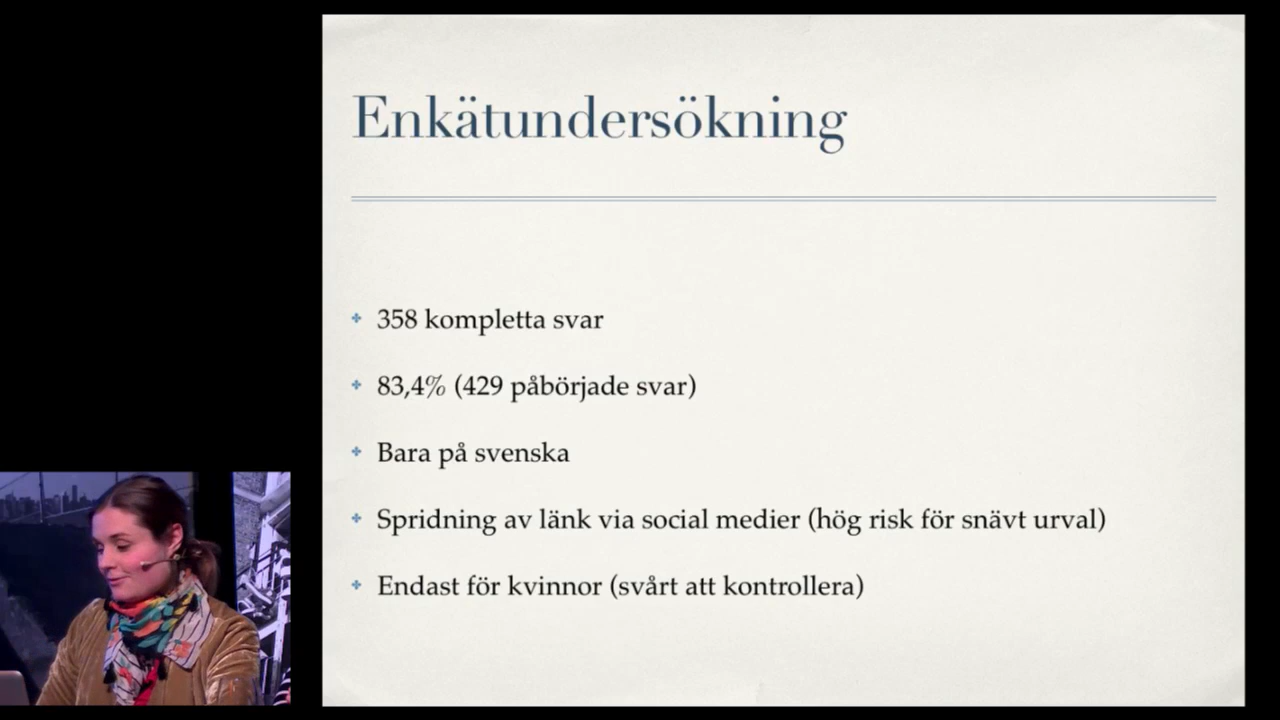 Enkätundersökning
358 kompletta svar
83,4% (429 påbörjade svar)
Bara på svenska
Spridning av länk via social medier (hög risk för snävt urval)
Endast för kvinnor (svårt att kontrollera)